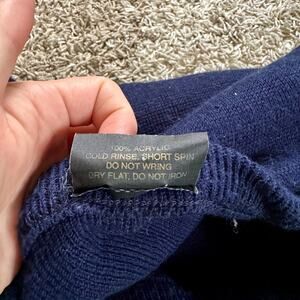 100% ACRYLIC
COLD RINSE, SHORT SPIN
DO NOT WRING
DRY FLAT, DO NOT IRON